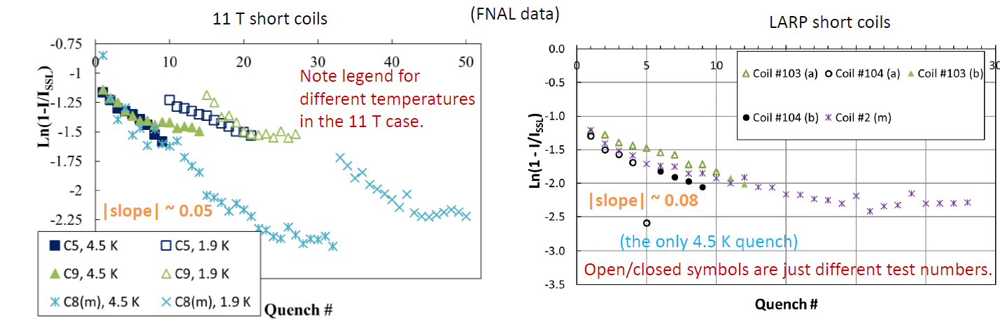 (FNAL data)
11 T short coils
-0.75
0 10 20 30 40 50
-1
-1.25
-1.5
-1.75
-2
-2.25
Ln(1-I/I_SSL)
Note legend for
different temperatures
in the 11 T case.
|slope| ~ 0.05
C5, 4.5 K C5, 1.9 K
C9, 4.5 K C9, 1.9 K
C8(m), 4.5 K C8(m), 1.9 K
Quench #
LARP short coils
0.0
0 5 10 30
-0.5
-1.0
-1.5
-2.0
-2.5
-3.0
-3.5
Ln(1 - I/I_SSL)
Coil #103 (a) Coil #104 (a) Coil #103 (b)
Coil #104 (b) Coil #2 (m)
|slope| ~ 0.08
(the only 4.5 K quench)
Open/closed symbols are just different test numbers.
Quench #